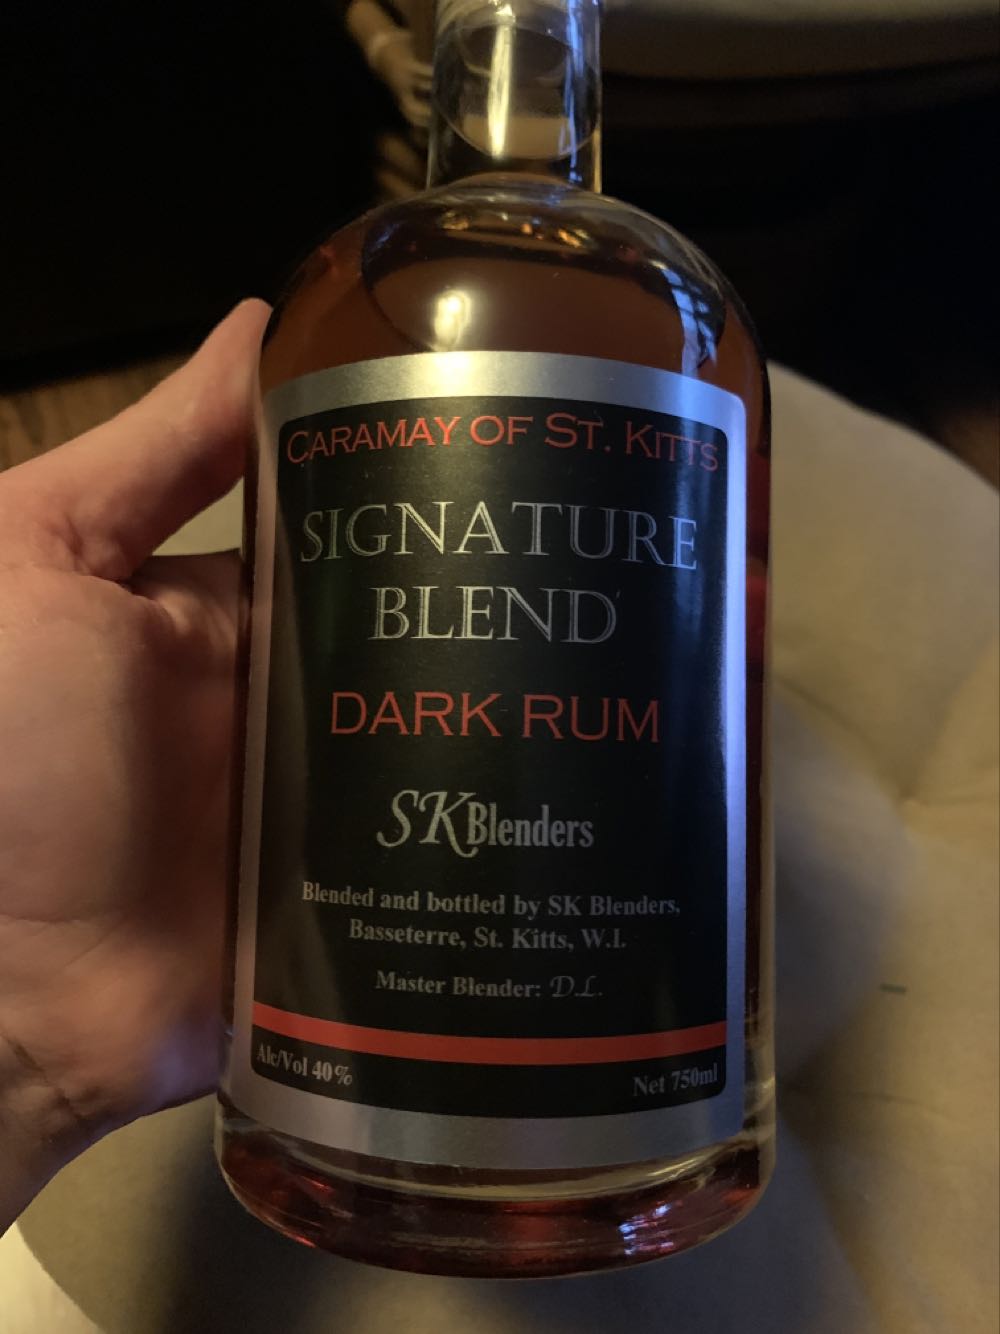 CARAMAY OF ST. KITTS
SIGNATURE
BLEND
DARK RUM
SKBlenders
Blended and bottled by SK Blenders,
Basseterre, St. Kitts, W.I.
Master Blender: D.L.
Alc/Vol 40% Net 750ml